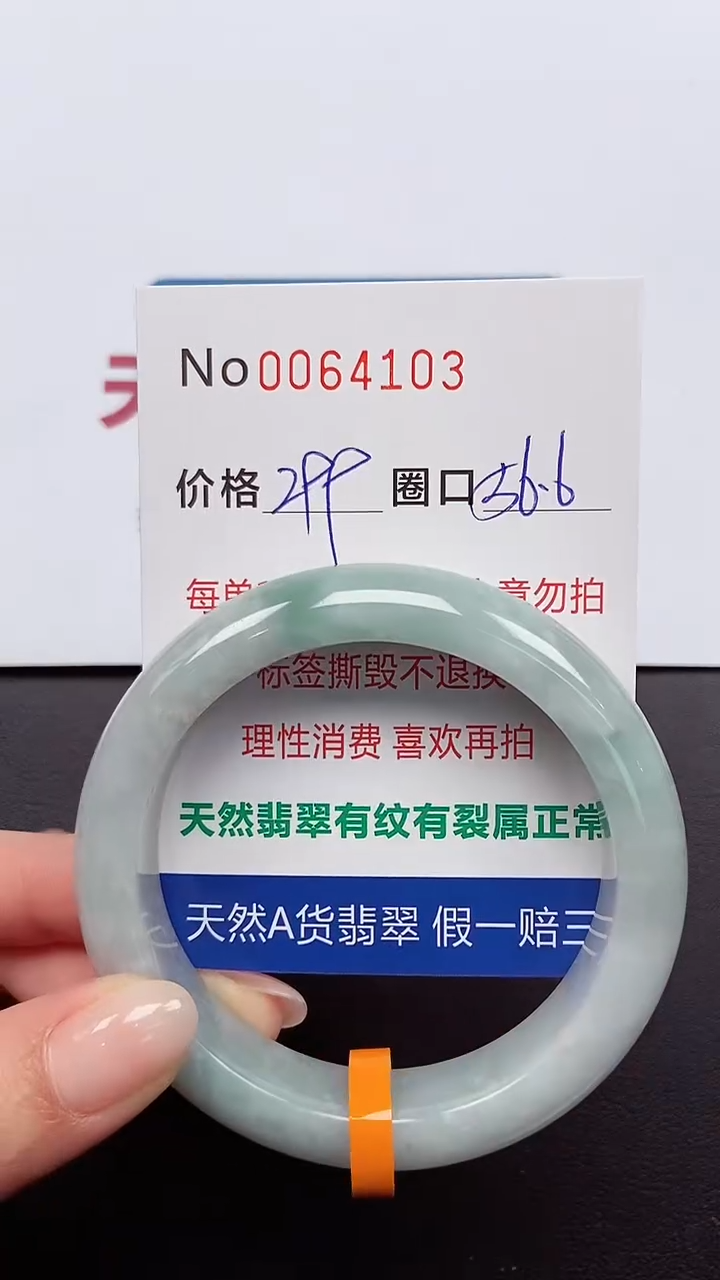 No 0064103
价格 299 圈口 56.6
每单 意勿拍
标签撕毁不退换
理性消费 喜欢再拍
天然翡翠有纹有裂属正常
天然A货翡翠 假一赔三